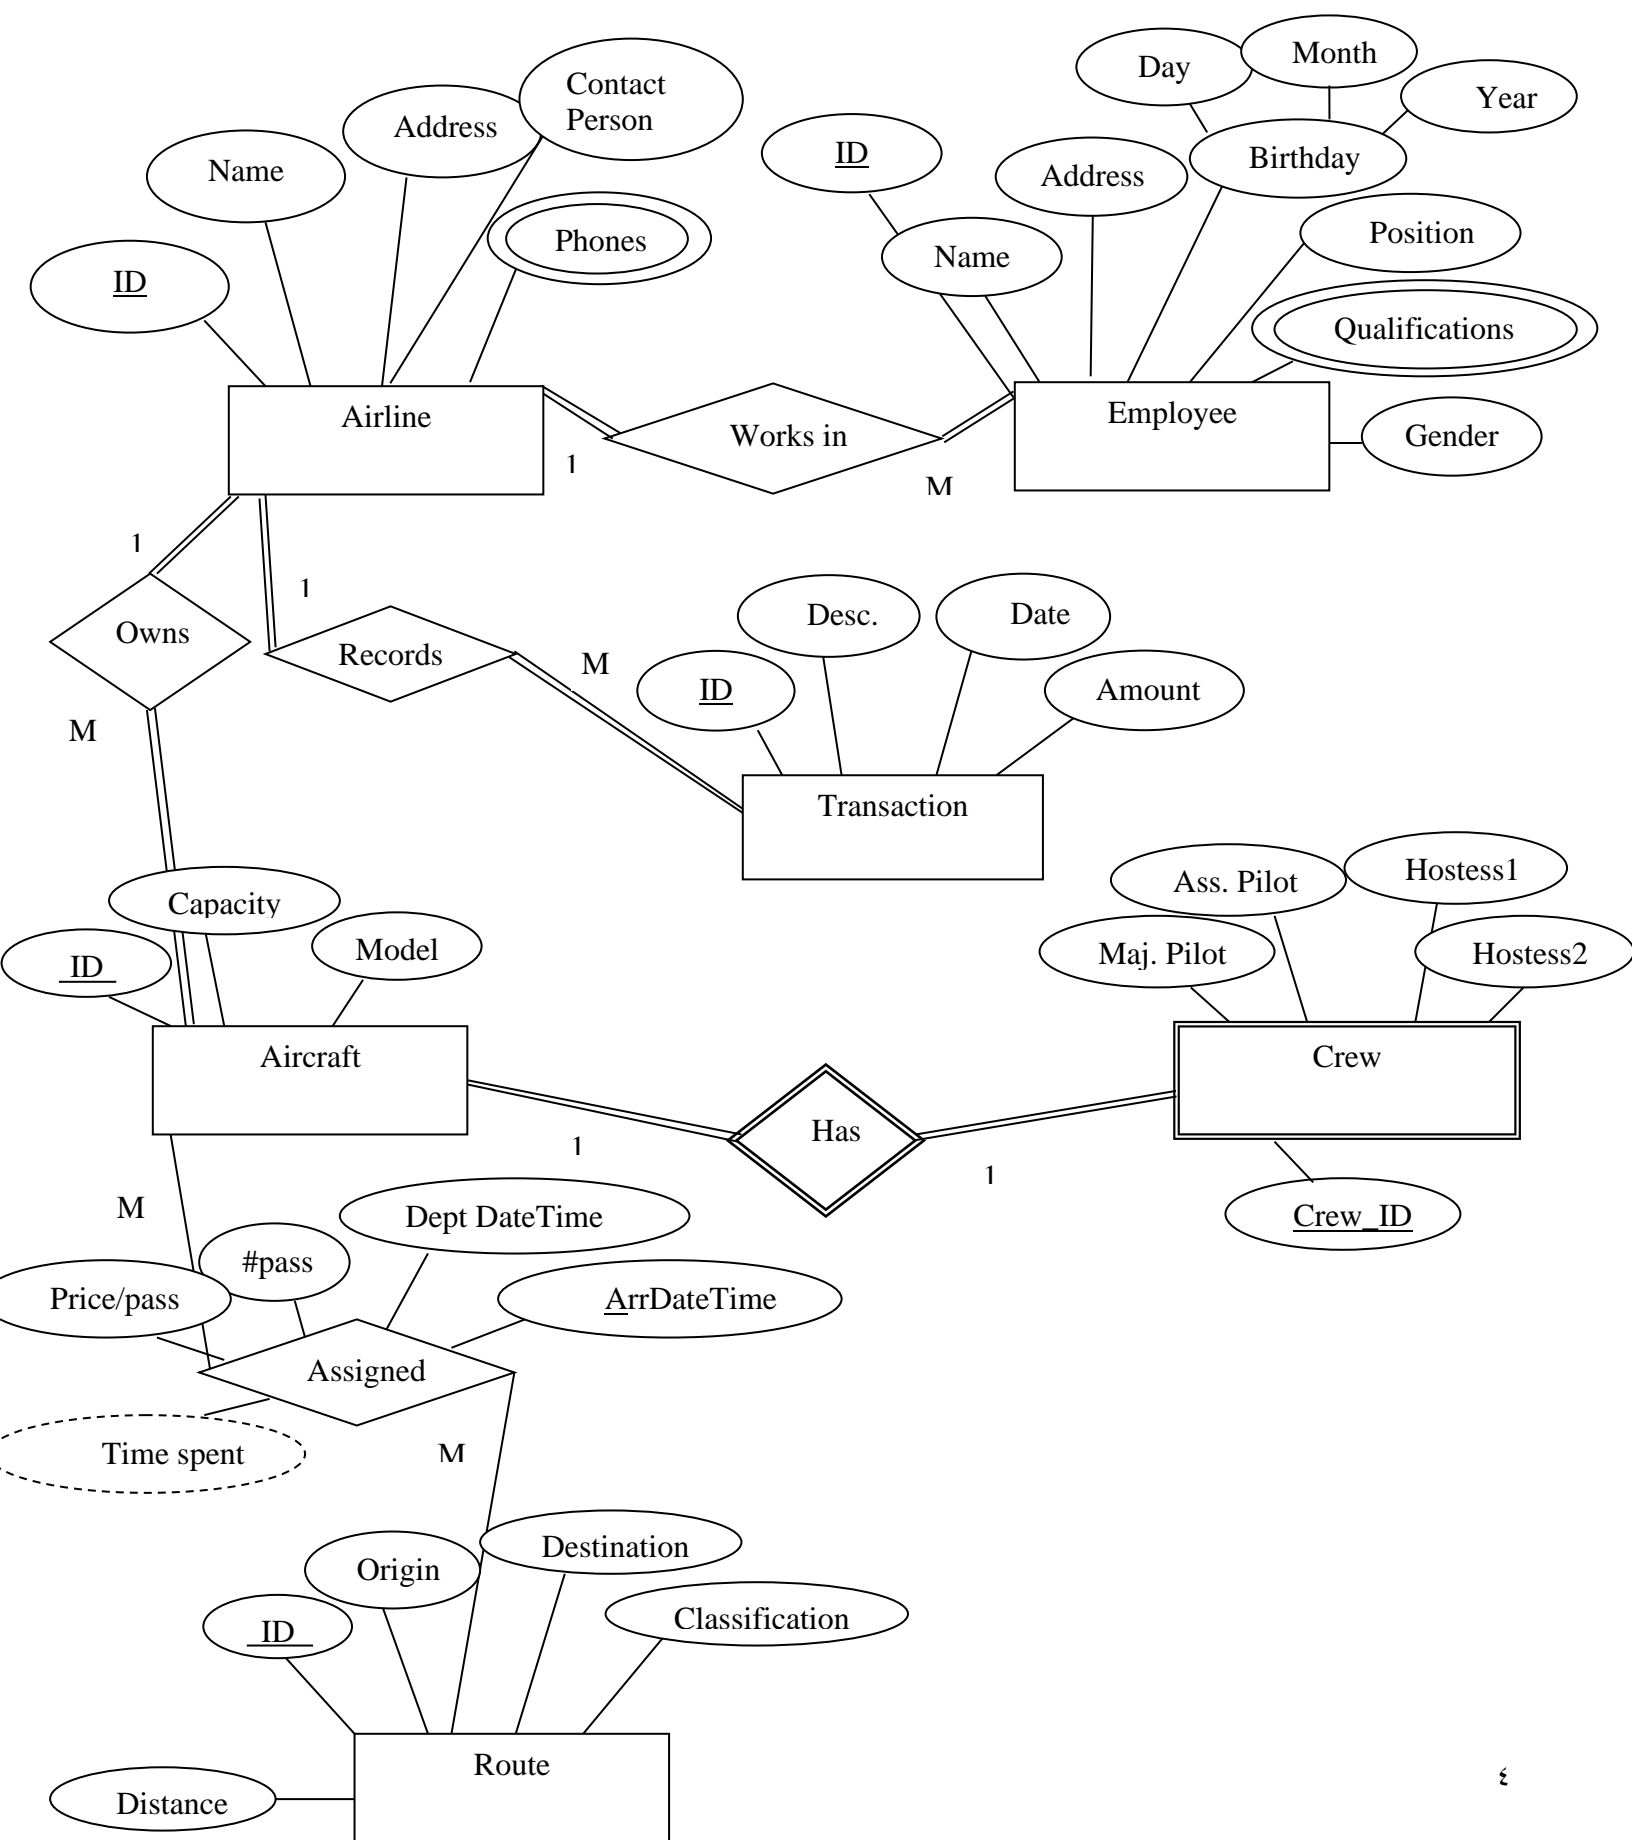 Contact
Person
Day
Month
Year
Name
Address
ID
Address
Birthday
ID
Phones
Name
Position
Qualifications
Airline
Works in
Employee
Gender
1
M
1
1
Owns
Records
M
Desc.
Date
M
ID
Amount
Transaction
Capacity
Ass. Pilot
Hostess1
ID
Model
Maj. Pilot
Hostess2
Aircraft
Has
Crew
1
1
M
Dept DateTime
Crew_ID
#pass
Price/pass
ArrDateTime
Assigned
Time spent
M
Origin
Destination
ID
Classification
Route
Distance
٤